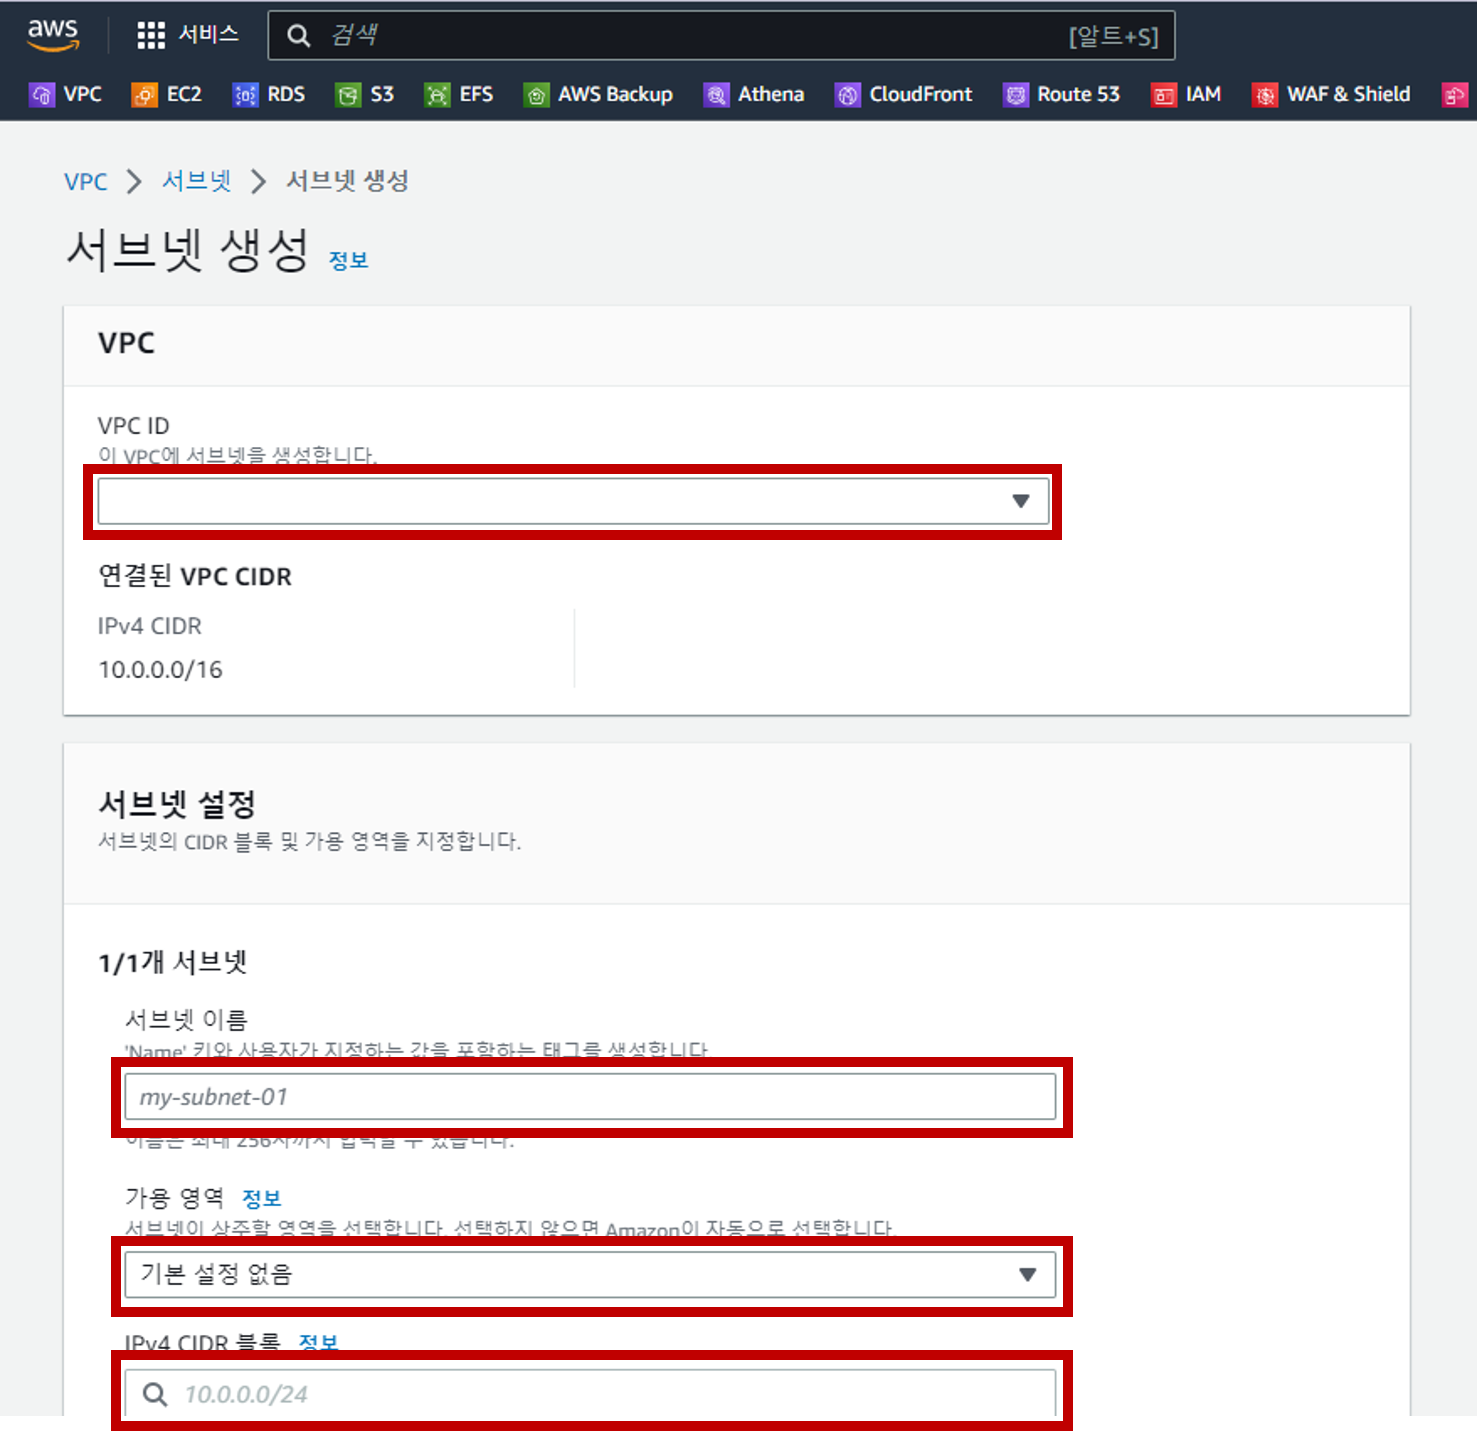 aws 서비스 검색 [알트+S]
VPC EC2 RDS S3 EFS AWS Backup Athena CloudFront Route 53 IAM WAF & Shield
VPC > 서브넷 > 서브넷 생성
서브넷 생성 정보
VPC
VPC ID
이 VPC에 서브넷을 생성합니다.
연결된 VPC CIDR
IPv4 CIDR
10.0.0.0/16
서브넷 설정
서브넷의 CIDR 블록 및 가용 영역을 지정합니다.
1/1개 서브넷
서브넷 이름
'Name' 키와 사용자가 지정하는 값을 포함하는 태그를 생성합니다.
my-subnet-01
이름은 최대 256자까지 입력할 수 있습니다.
가용 영역 정보
서브넷이 상주할 영역을 선택합니다. 선택하지 않으면 Amazon이 자동으로 선택합니다.
기본 설정 없음
IPv4 CIDR 블록 정보
10.0.0.0/24